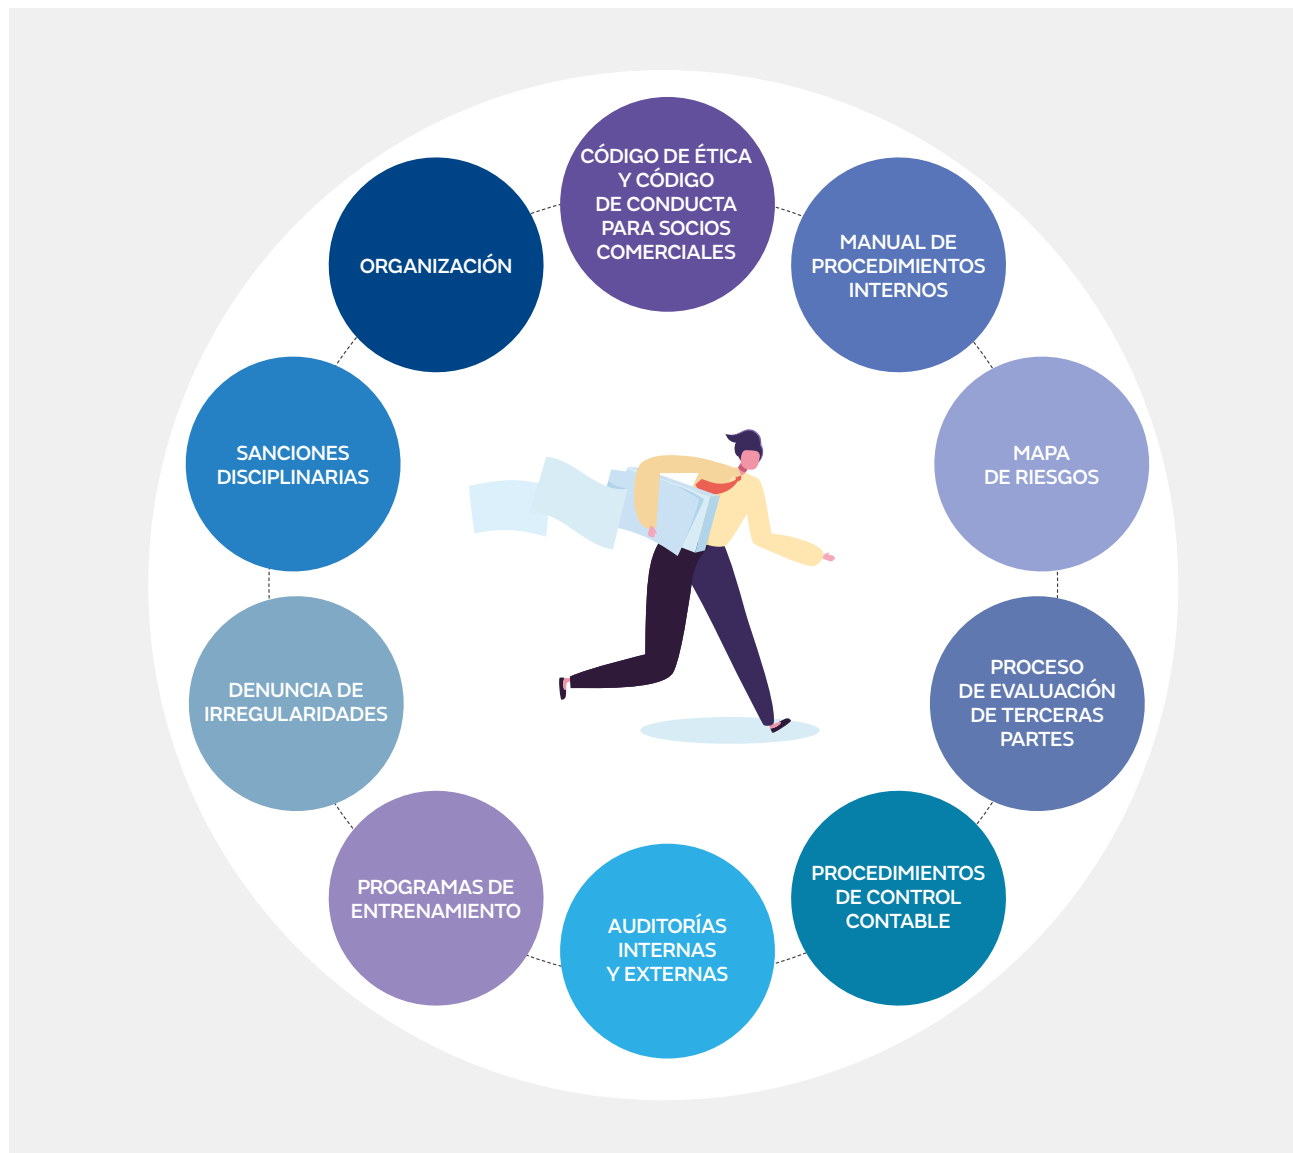 CÓDIGO DE ÉTICA
Y CÓDIGO
DE CONDUCTA
PARA SOCIOS
COMERCIALES
MANUAL DE
PROCEDIMIENTOS
INTERNOS
MAPA
DE RIESGOS
PROCESO
DE EVALUACIÓN
DE TERCERAS
PARTES
PROCEDIMIENTOS
DE CONTROL
CONTABLE
AUDITORÍAS
INTERNAS
Y EXTERNAS
PROGRAMAS DE
ENTRENAMIENTO
DENUNCIA DE
IRREGULARIDADES
SANCIONES
DISCIPLINARIAS
ORGANIZACIÓN